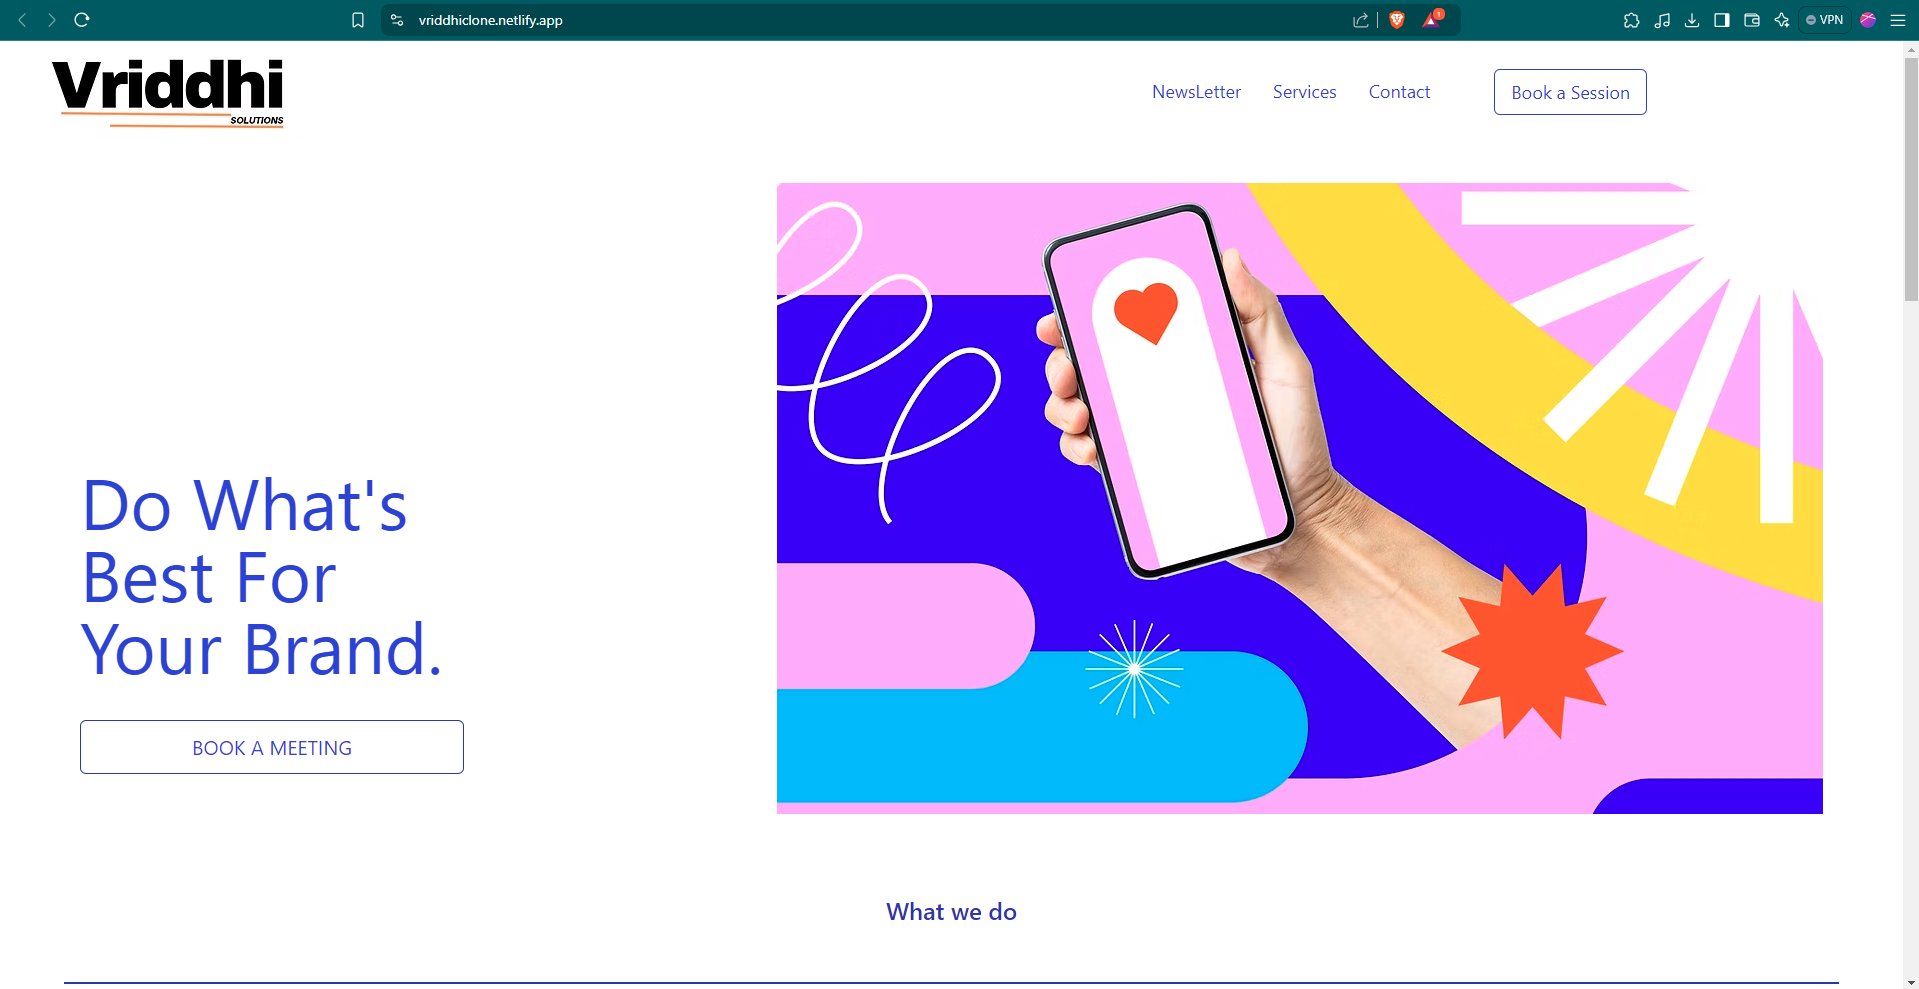 vriddhiclone.netlify.app
1
VPN
Vriddhi
SOLUTIONS
NewsLetter
Services
Contact
Book a Session
Do What's
Best For
Your Brand.
BOOK A MEETING
What we do